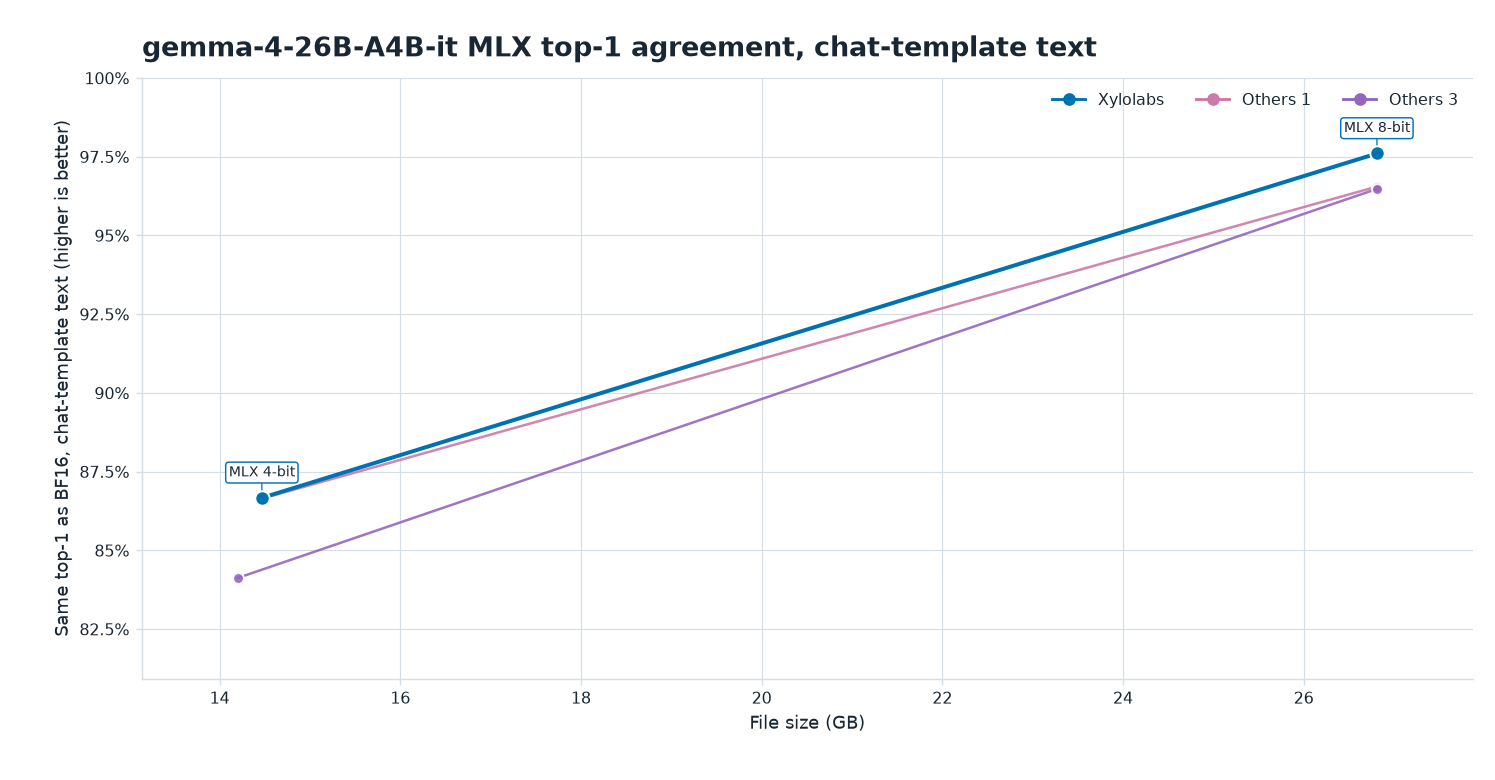 gemma-4-26B-A4B-it MLX top-1 agreement, chat-template text
Same top-1 as BF16, chat-template text (higher is better)
100%
97.5%
95%
92.5%
90%
87.5%
85%
82.5%
Xylolabs
Others 1
Others 3
MLX 8-bit
MLX 4-bit
14
16
18
20
22
24
26
File size (GB)